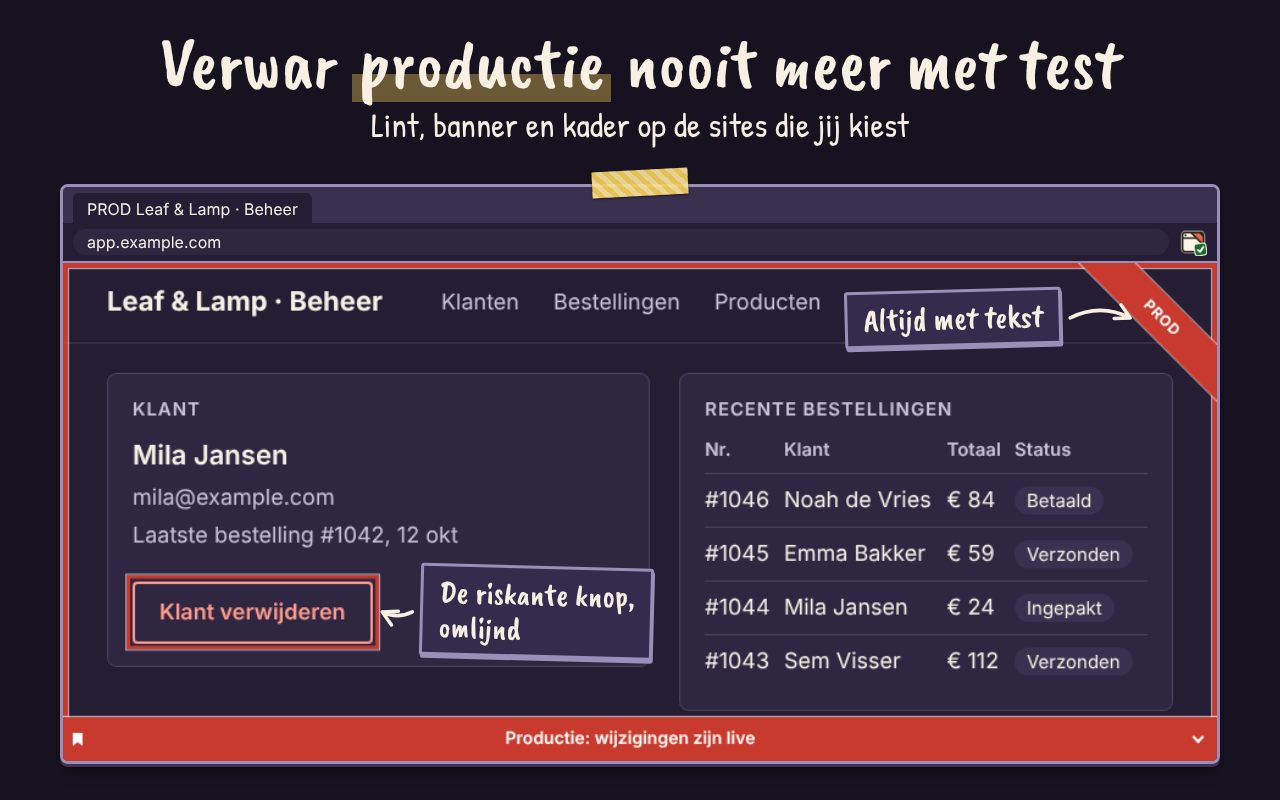 Verwar productie nooit meer met test
Lint, banner en kader op de sites die jij kiest
PROD Leaf & Lamp · Beheer
app.example.com
Leaf & Lamp · Beheer
Klanten
Bestellingen
Producten
Altijd met tekst
PROD
KLANT
Mila Jansen
mila@example.com
Laatste bestelling #1042, 12 okt
Klant verwijderen
De riskante knop,
omlijnd
RECENTE BESTELLINGEN
Nr. Klant Totaal Status
#1046 Noah de Vries € 84 Betaald
#1045 Emma Bakker € 59 Verzonden
#1044 Mila Jansen € 24 Ingepakt
#1043 Sem Visser € 112 Verzonden
Productie: wijzigingen zijn live